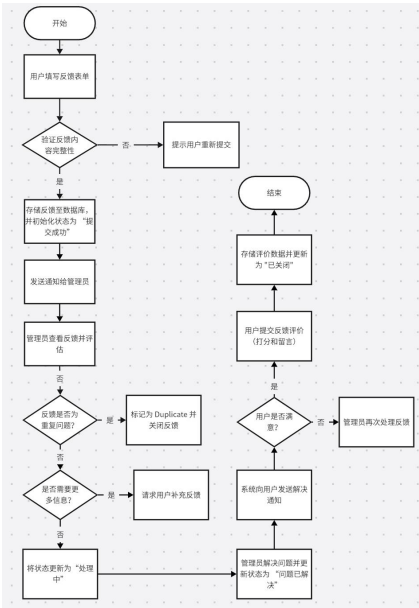 开始
用户填写反馈表单
验证反馈内
容完整性
否
提示用户重新提交
是
存储反馈至数据库，
并初始化状态为 “提
交成功”
发送通知给管理员
管理员查看反馈并评
估
否
反馈是否为
重复问题？
是
标记为 Duplicate 并
关闭反馈
否
是否需要更
多信息？
是
请求用户补充反馈
否
将状态更新为 “处理
中”
管理员解决问题并更
新状态为 “问题已解
决”
系统向用户发送解决
通知
用户是否满
意？
否
管理员再次处理反馈
是
用户提交反馈评价
（打分和留言）
存储评价数据并更新
为 “已关闭”
结束